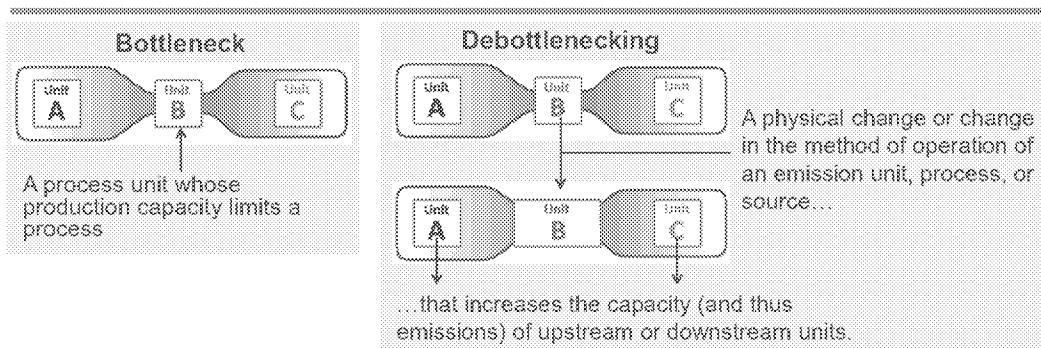 Bottleneck
Unit
A
Unit
B
Unit
C
A process unit whose
production capacity limits a
process
Debottlenecking
Unit
A
Unit
B
Unit
C
A physical change or change
in the method of operation of
an emission unit, process, or
source…
Unit
A
Unit
B
Unit
C
…that increases the capacity (and thus
emissions) of upstream or downstream units.